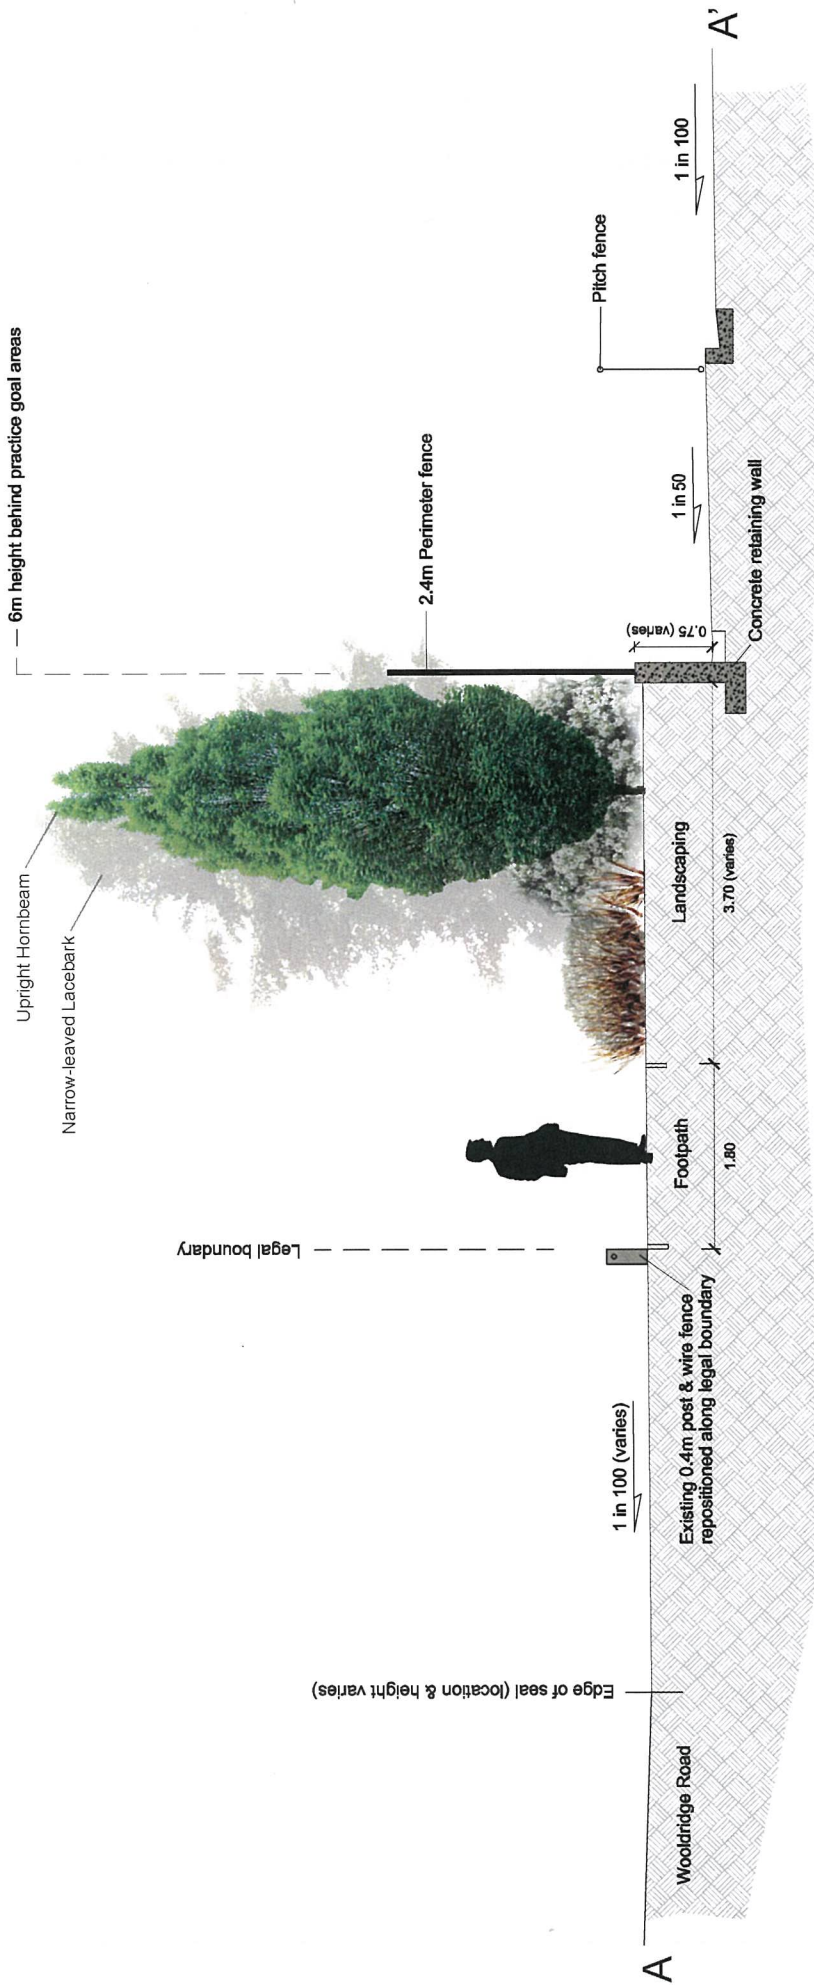 6m height behind practice goal areas
Upright Hornbeam
Narrow-leaved Lacebark
2.4m Perimeter fence
Pitch fence
Legal boundary
Edge of seal (location & height varies)
1 in 100 (varies)
0.75 (varies)
1 in 50
1 in 100
A
A'
Wooldridge Road
Existing 0.4m post & wire fence
repositioned along legal boundary
Footpath
1.80
Landscaping
3.70 (varies)
Concrete retaining wall